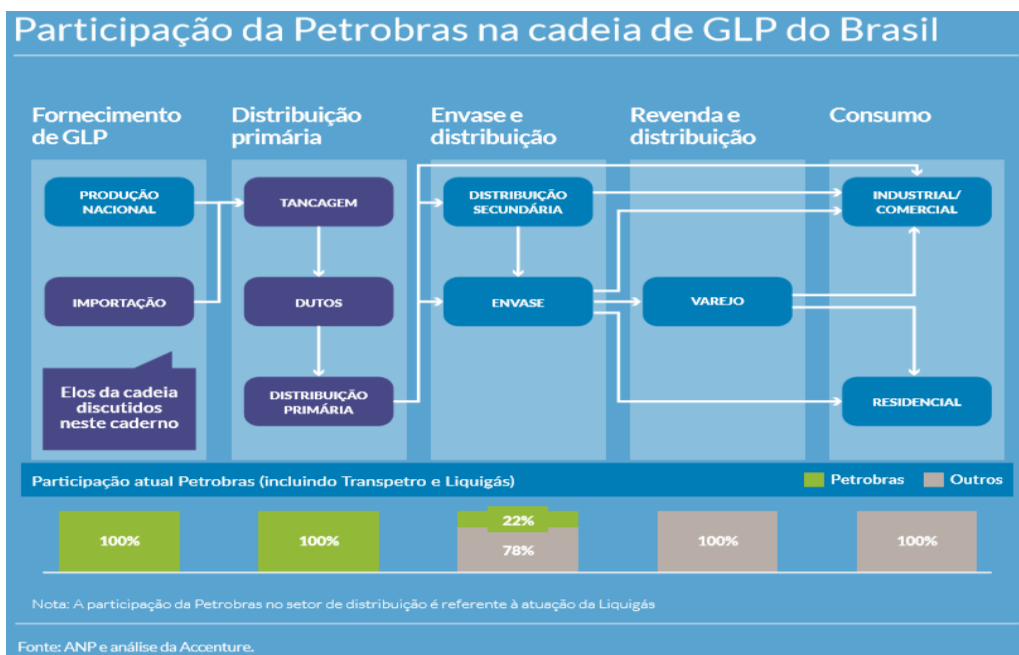 Participação da Petrobras na cadeia de GLP do Brasil
Fornecimento
de GLP
Distribuição
primária
Envase e
distribuição
Revenda e
distribuição
Consumo
PRODUÇÃO
NACIONAL
TANCAGEM
DISTRIBUIÇÃO
SECUNDÁRIA
INDUSTRIAL/
COMERCIAL
IMPORTAÇÃO
DUTOS
ENVASE
VAREJO
Elos da cadeia
discutidos
neste caderno
DISTRIBUIÇÃO
PRIMÁRIA
RESIDENCIAL
Participação atual Petrobras (incluindo Transpetro e Liquigás)
Petrobras
Outros
100%
100%
22%
78%
100%
100%
Nota: A participação da Petrobras no setor de distribuição é referente à atuação da Liquigás
Fonte: ANP e análise da Accenture.